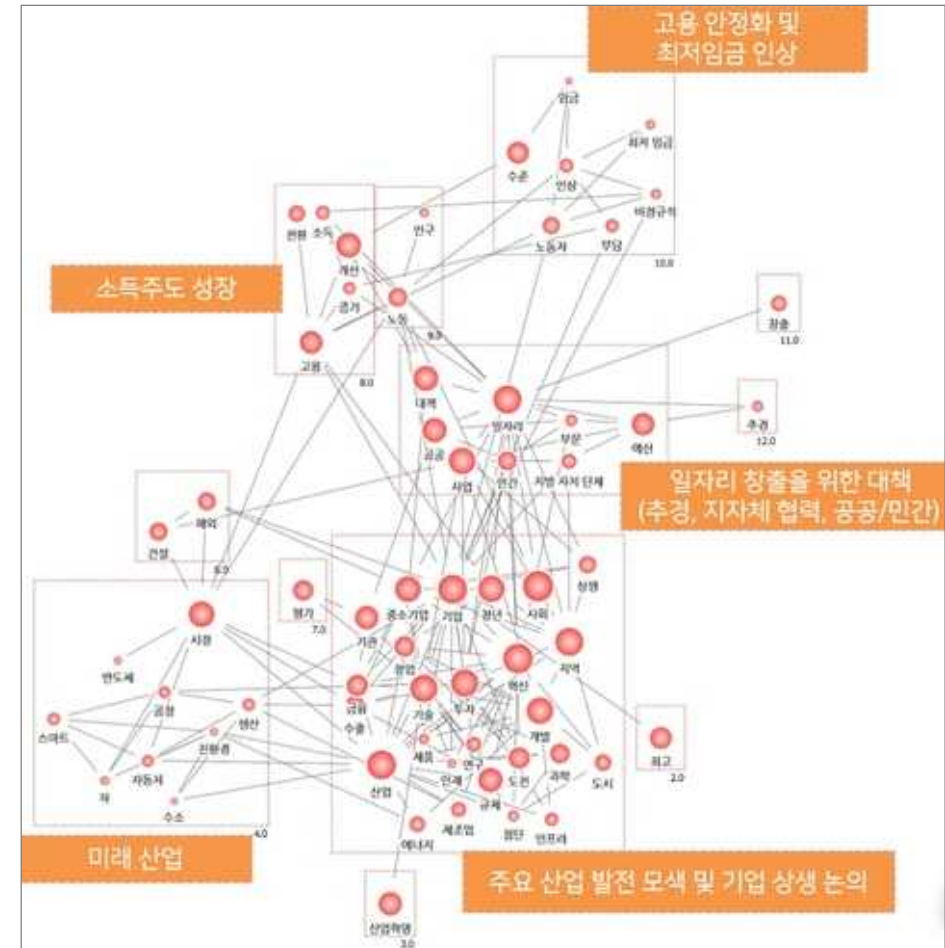 고용 안정화 및
최저임금 인상
임금
최저 임금
수준
인상
비정규직
노동자
부담
10.0
전환
소득
인구
개선
소득주도 성장
증가
노동
9.0
창출
11.0
고용
8.0
대책
일자리
추경
12.0
공공
부문
예산
사업
민간
지방 자치 단체
일자리 창출을 위한 대책
(추경, 지자체 협력, 공공/민간)
해외
건설
상생
평가
7.0
중소기업
기업
청년
사회
시장
기관
창업
혁신
지역
반도체
공정
생산
금융
수출
기술
투자
스마트
친환경
제품
연구
개발
최고
2.0
차
자동차
인재
도전
과학
도시
수소
산업
규제
4.0
에너지
제조업
첨단
인프라
미래 산업
주요 산업 발전 모색 및 기업 상생 논의
산업혁명
3.0